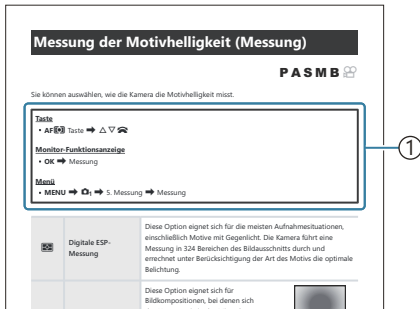 Messung der Motivhelligkeit (Messung)
PASMB
Sie können auswählen, wie die Kamera die Motivhelligkeit misst.
Taste
• AF Taste ➡ △▽
Monitor-Funktionsanzeige
• OK ➡ Messung
Menü
• MENU ➡ 1 ➡ 5. Messung ➡ Messung
①
Digitale ESP-
Messung
Diese Option eignet sich für die meisten Aufnahmesituationen,
einschließlich Motive mit Gegenlicht. Die Kamera führt eine
Messung in 324 Bereichen des Bildausschnitts durch und
errechnet unter Berücksichtigung der Art des Motivs die optimale
Belichtung.
Diese Option eignet sich für
Bildkompositionen, bei denen sich